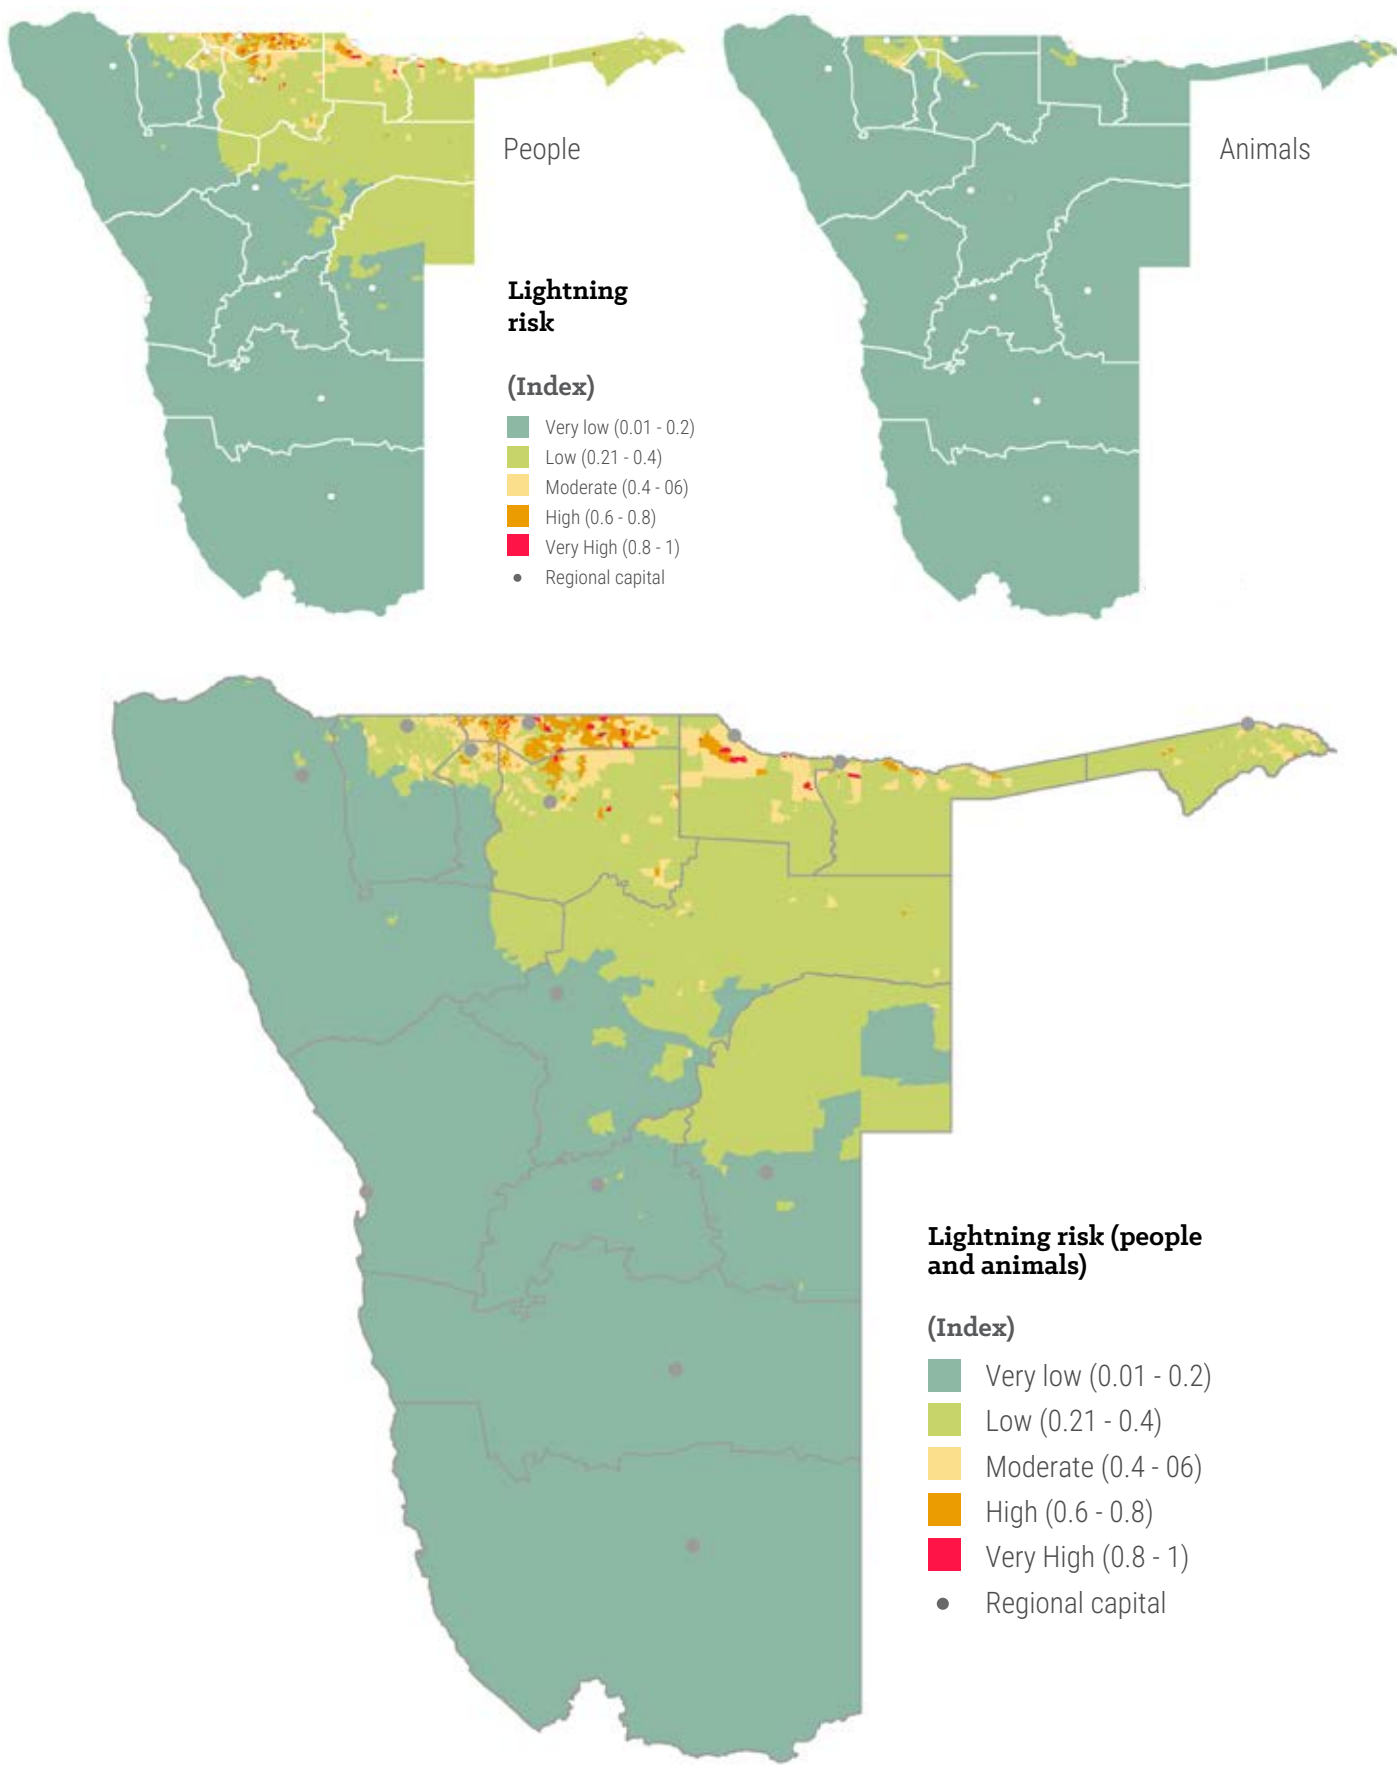 People
Animals
Lightning
risk
(Index)
Very low (0.01 - 0.2)
Low (0.21 - 0.4)
Moderate (0.4 - 06)
High (0.6 - 0.8)
Very High (0.8 - 1)
Regional capital
Lightning risk (people
and animals)
(Index)
Very low (0.01 - 0.2)
Low (0.21 - 0.4)
Moderate (0.4 - 06)
High (0.6 - 0.8)
Very High (0.8 - 1)
Regional capital